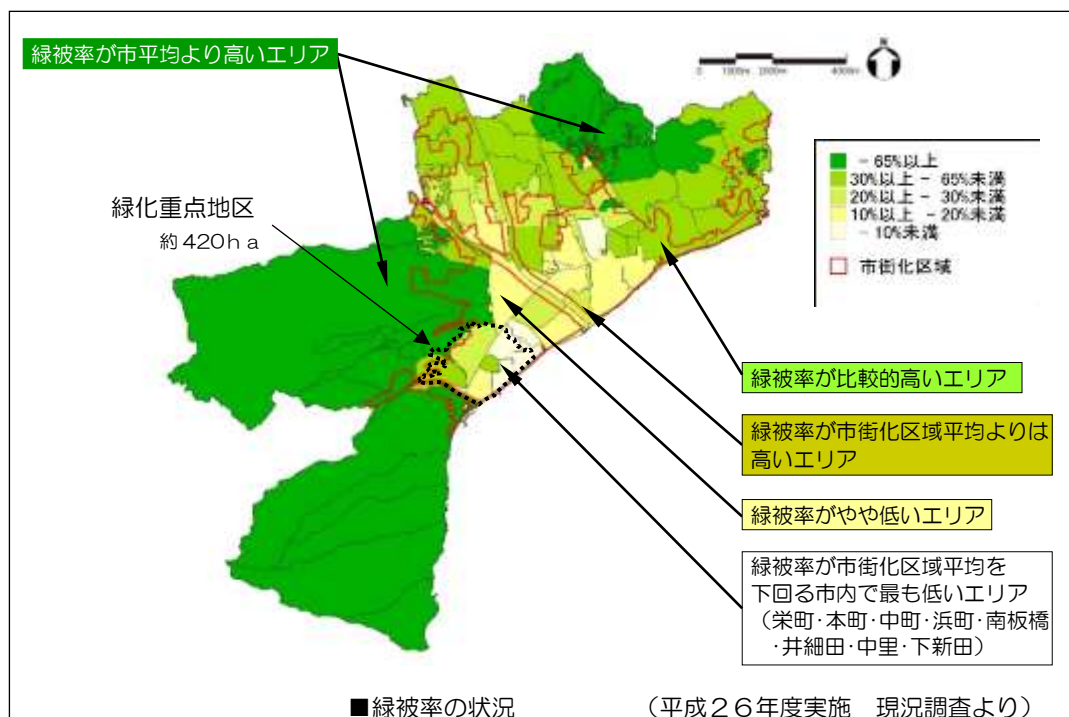 緑被率が市平均より高いエリア
N
0 1000m 2000m 4000m
- 65%以上
30%以上 - 65%未満
20%以上 - 30%未満
10%以上 - 20%未満
- 10%未満
市街化区域
緑化重点地区
約420ha
緑被率が比較的高いエリア
緑被率が市街化区域平均よりは
高いエリア
緑被率がやや低いエリア
緑被率が市街化区域平均を
下回る市内で最も低いエリア
(栄町・本町・中町・浜町・南板橋
・井細田・中里・下新田)
■緑被率の状況 (平成26年度実施 現況調査より)